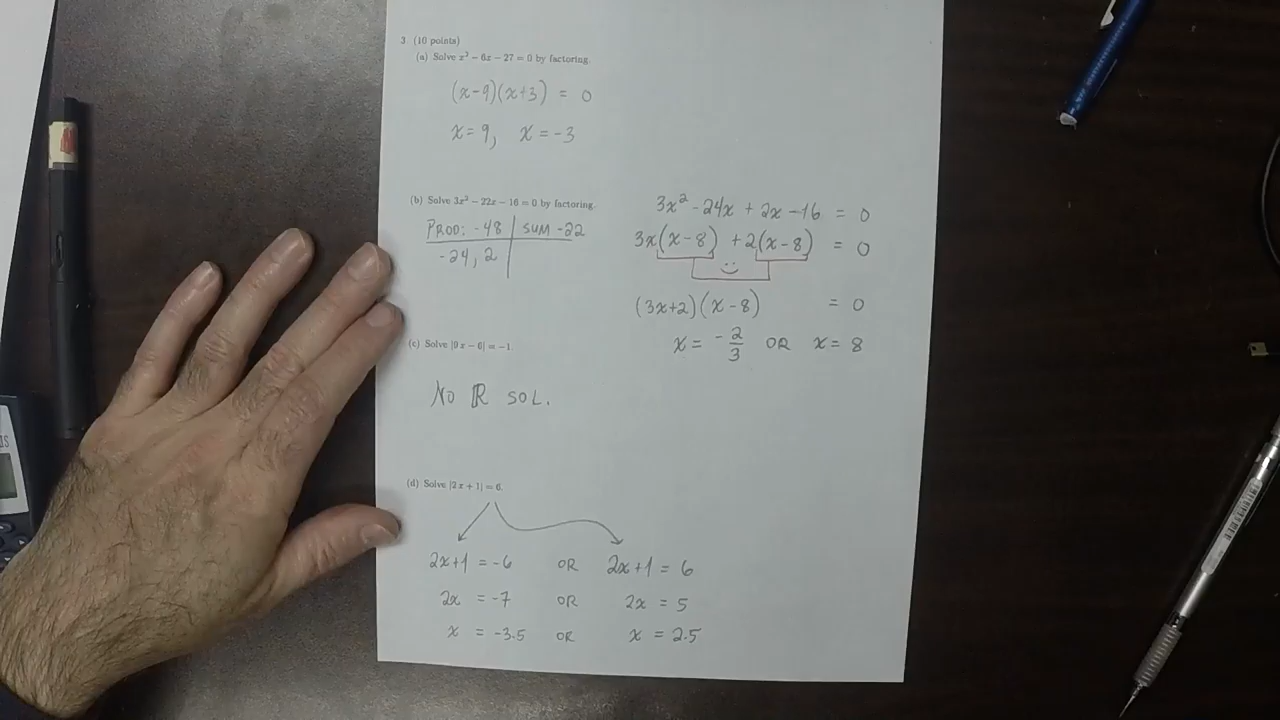 3 (10 points)
(a) Solve x² − 6x − 27 = 0 by factoring.
(x-9)(x+3) = 0
x = 9, x = -3
(b) Solve 3x² − 22x − 16 = 0 by factoring.
PROD: -48 | SUM -22
-24, 2
3x² - 24x + 2x - 16 = 0
3x(x-8) + 2(x-8) = 0
(3x+2)(x-8) = 0
x = -2/3 OR x = 8
(c) Solve |9x − 6| = −1.
NO ℝ SOL.
(d) Solve |2x + 1| = 6.
2x+1 = -6 OR 2x+1 = 6
2x = -7 OR 2x = 5
x = -3.5 OR x = 2.5